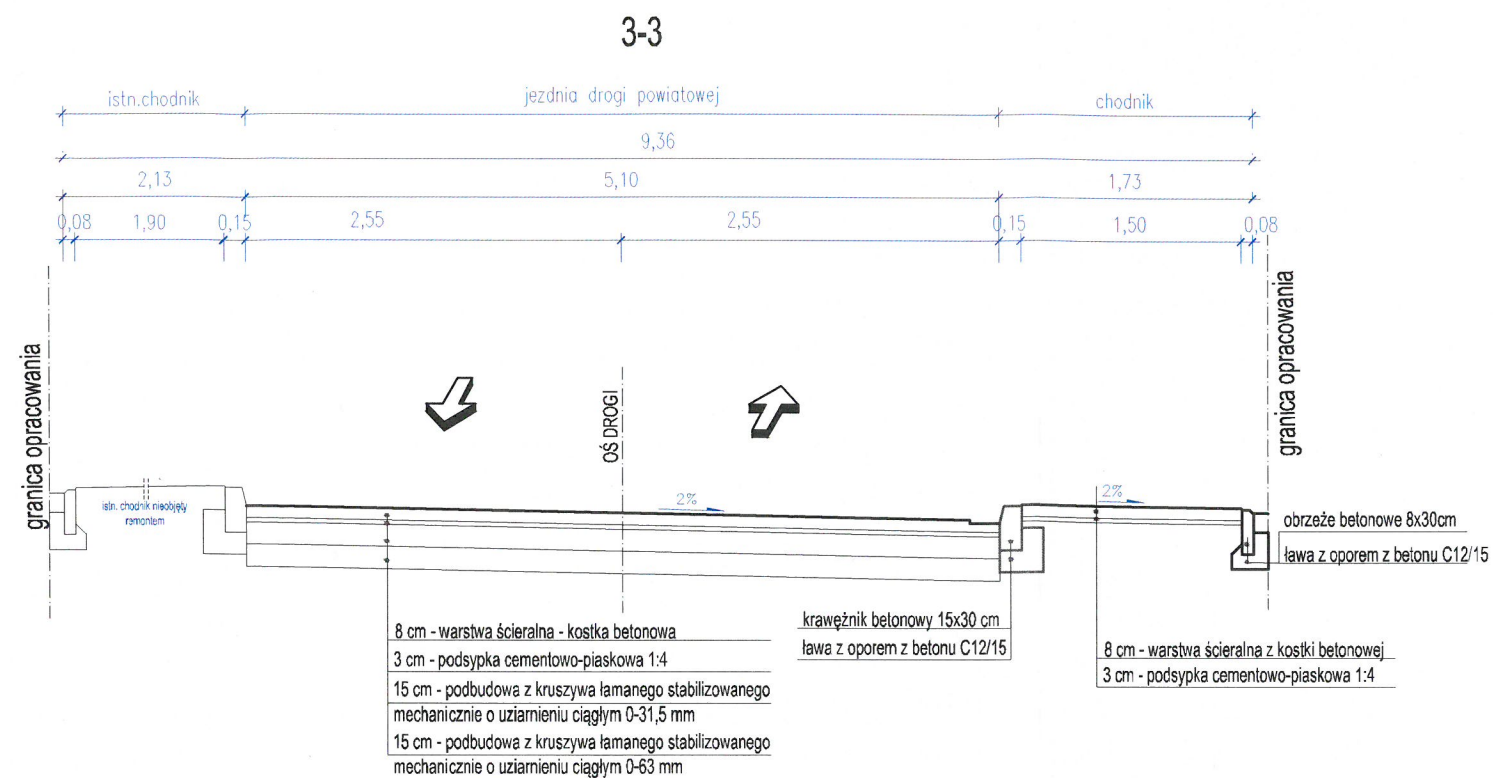 3-3
istn.chodnik
jezdnia drogi powiatowej
chodnik
9,36
2,13
5,10
1,73
0,08
1,90
0,15
2,55
2,55
0,15
1,50
0,08
granica opracowania
OŚ DROGI
granica opracowania
istn. chodnik nieobjęty
remontem
2%
2%
obrzeże betonowe 8x30cm
ława z oporem z betonu C12/15
8 cm - warstwa ścieralna - kostka betonowa
3 cm - podsypka cementowo-piaskowa 1:4
15 cm - podbudowa z kruszywa łamanego stabilizowanego
mechanicznie o uziarnieniu ciągłym 0-31,5 mm
15 cm - podbudowa z kruszywa łamanego stabilizowanego
mechanicznie o uziarnieniu ciągłym 0-63 mm
krawężnik betonowy 15x30 cm
ława z oporem z betonu C12/15
8 cm - warstwa ścieralna z kostki betonowej
3 cm - podsypka cementowo-piaskowa 1:4